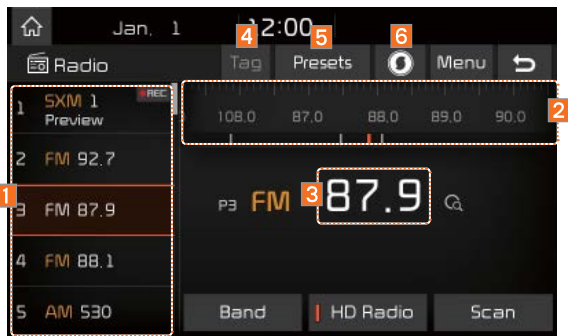 Jan. 1 12:00
4 5 6
Radio Tag Presets Menu
1 SXM 1 REC
Preview
108.0 87.0 88.0 89.0 90.0 2
2 FM 92.7
1
3 FM 87.9
P3 FM 3 87.9
4 FM 88.1
5 AM 530
Band HD Radio Scan